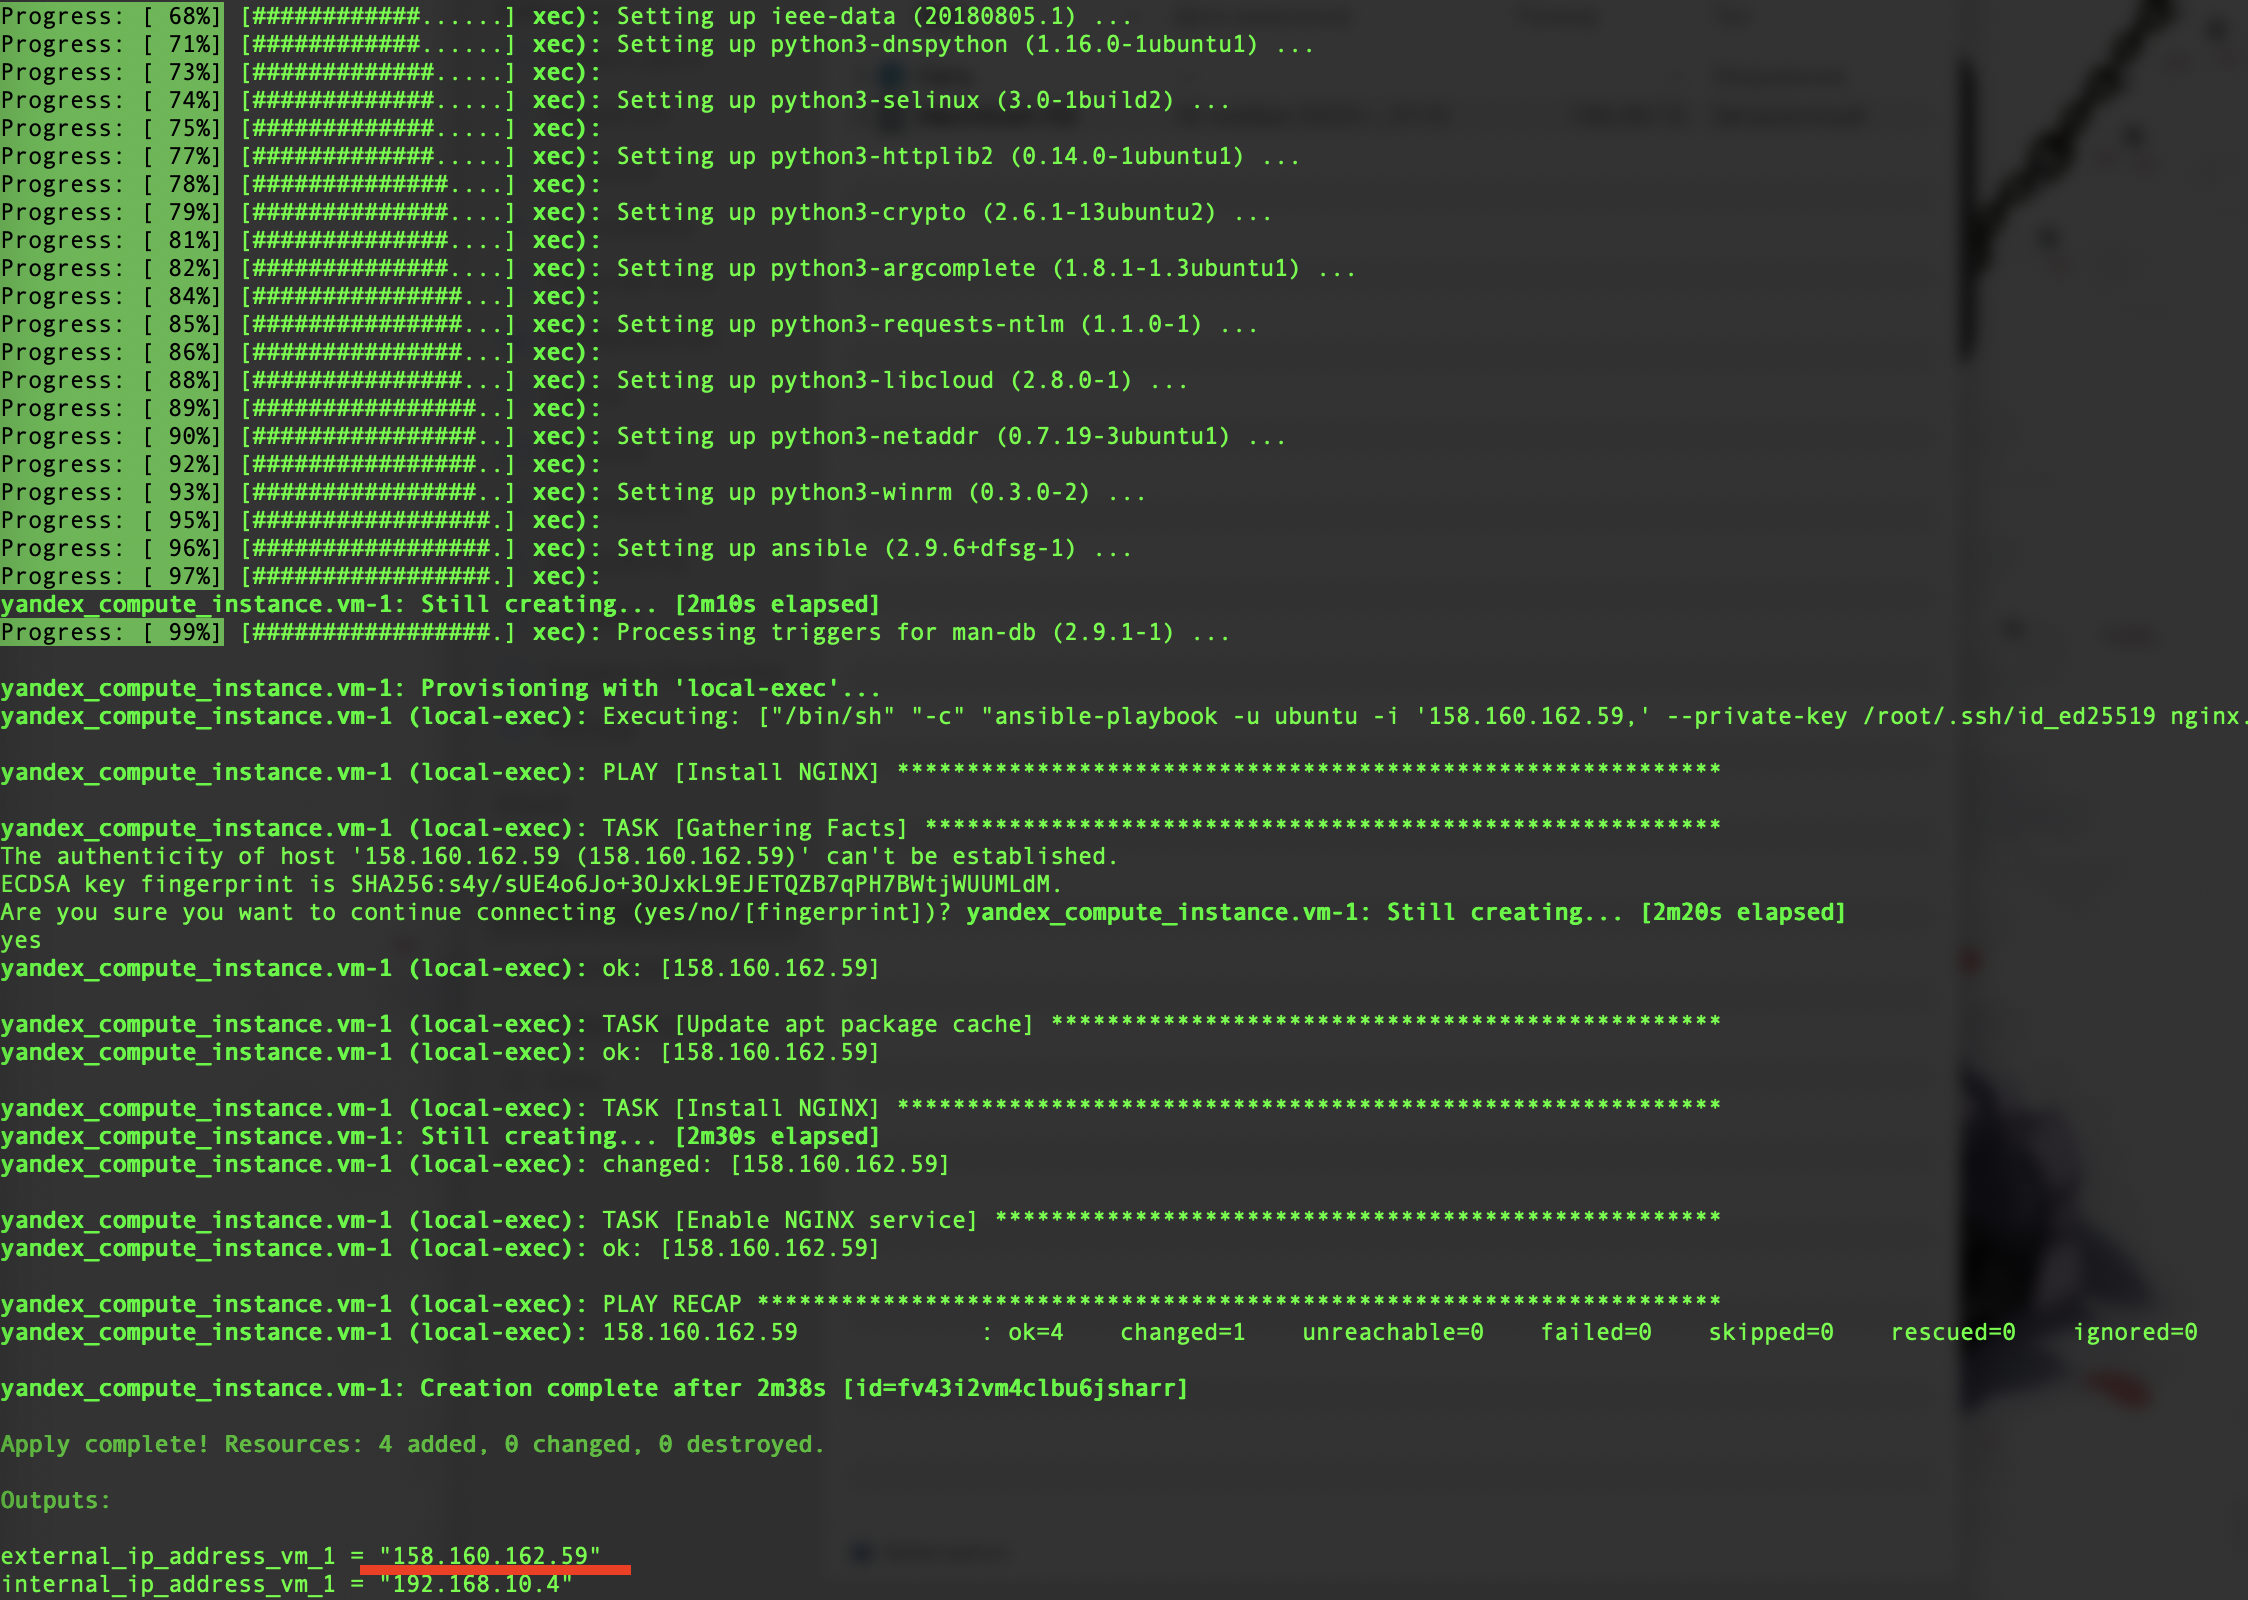 Progress: [ 68%] [############......] xec): Setting up ieee-data (20180805.1) ...
Progress: [ 71%] [############......] xec): Setting up python3-dnspython (1.16.0-1ubuntu1) ...
Progress: [ 73%] [#############.....] xec):
Progress: [ 74%] [#############.....] xec): Setting up python3-selinux (3.0-1build2) ...
Progress: [ 75%] [#############.....] xec):
Progress: [ 77%] [#############.....] xec): Setting up python3-httplib2 (0.14.0-1ubuntu1) ...
Progress: [ 78%] [##############....] xec):
Progress: [ 79%] [##############....] xec): Setting up python3-crypto (2.6.1-13ubuntu2) ...
Progress: [ 81%] [##############....] xec):
Progress: [ 82%] [##############....] xec): Setting up python3-argcomplete (1.8.1-1.3ubuntu1) ...
Progress: [ 84%] [###############...] xec):
Progress: [ 85%] [###############...] xec): Setting up python3-requests-ntlm (1.1.0-1) ...
Progress: [ 86%] [###############...] xec):
Progress: [ 88%] [###############...] xec): Setting up python3-libcloud (2.8.0-1) ...
Progress: [ 89%] [################..] xec):
Progress: [ 90%] [################..] xec): Setting up python3-netaddr (0.7.19-3ubuntu1) ...
Progress: [ 92%] [################..] xec):
Progress: [ 93%] [################..] xec): Setting up python3-winrm (0.3.0-2) ...
Progress: [ 95%] [#################.] xec):
Progress: [ 96%] [#################.] xec): Setting up ansible (2.9.6+dfsg-1) ...
Progress: [ 97%] [#################.] xec):
yandex_compute_instance.vm-1: Still creating... [2m10s elapsed]
Progress: [ 99%] [#################.] xec): Processing triggers for man-db (2.9.1-1) ...
yandex_compute_instance.vm-1: Provisioning with 'local-exec'...
yandex_compute_instance.vm-1 (local-exec): Executing: ["/bin/sh" "-c" "ansible-playbook -u ubuntu -i '158.160.162.59,' --private-key /root/.ssh/id_ed25519 nginx.
yandex_compute_instance.vm-1 (local-exec): PLAY [Install NGINX] ***********************************************************
yandex_compute_instance.vm-1 (local-exec): TASK [Gathering Facts] *********************************************************
The authenticity of host '158.160.162.59 (158.160.162.59)' can't be established.
ECDSA key fingerprint is SHA256:s4y/sUE4o6Jo+3OJxkL9EJETQZB7qPH7BWtjWUUMLdM.
Are you sure you want to continue connecting (yes/no/[fingerprint])? yandex_compute_instance.vm-1: Still creating... [2m20s elapsed]
yes
yandex_compute_instance.vm-1 (local-exec): ok: [158.160.162.59]
yandex_compute_instance.vm-1 (local-exec): TASK [Update apt package cache] ************************************************
yandex_compute_instance.vm-1 (local-exec): ok: [158.160.162.59]
yandex_compute_instance.vm-1 (local-exec): TASK [Install NGINX] ***********************************************************
yandex_compute_instance.vm-1: Still creating... [2m30s elapsed]
yandex_compute_instance.vm-1 (local-exec): changed: [158.160.162.59]
yandex_compute_instance.vm-1 (local-exec): TASK [Enable NGINX service] ****************************************************
yandex_compute_instance.vm-1 (local-exec): ok: [158.160.162.59]
yandex_compute_instance.vm-1 (local-exec): PLAY RECAP *********************************************************************
yandex_compute_instance.vm-1 (local-exec): 158.160.162.59             : ok=4    changed=1    unreachable=0    failed=0    skipped=0    rescued=0    ignored=0
yandex_compute_instance.vm-1: Creation complete after 2m38s [id=fv43i2vm4clbu6jsharr]
Apply complete! Resources: 4 added, 0 changed, 0 destroyed.
Outputs:
external_ip_address_vm_1 = "158.160.162.59"
internal_ip_address_vm_1 = "192.168.10.4"